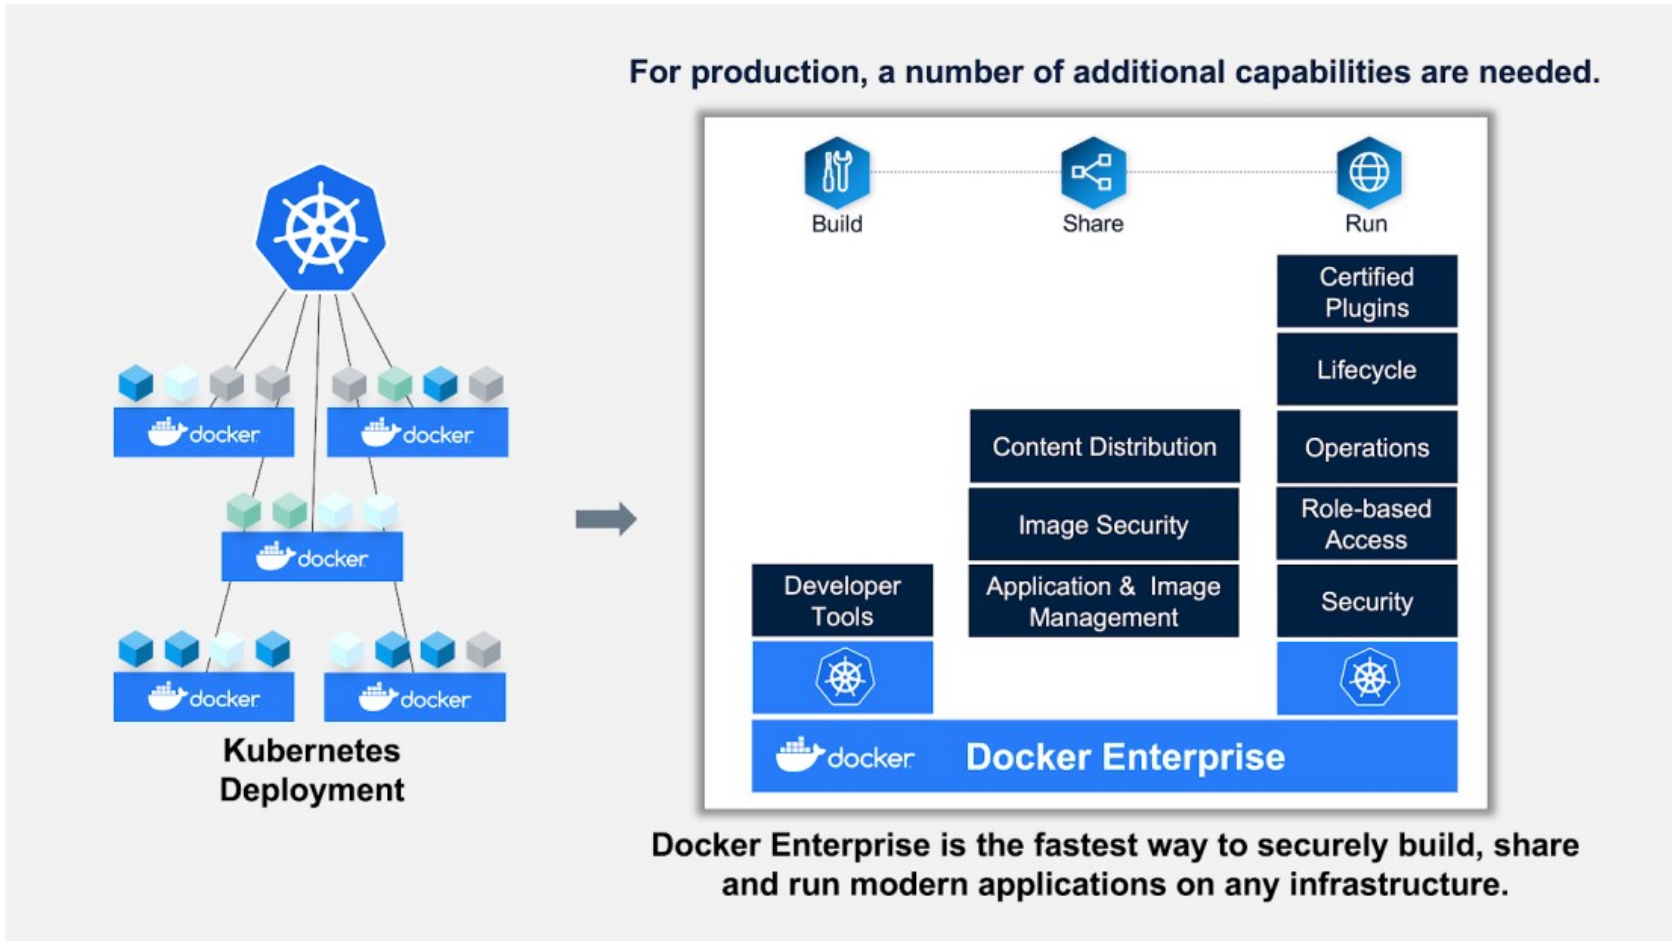 For production, a number of additional capabilities are needed.
Build
Share
Run
Certified
Plugins
Lifecycle
Content Distribution
Operations
Image Security
Role-based
Access
Developer
Tools
Application & Image
Management
Security
docker
Docker Enterprise
docker
docker
docker
docker
docker
Kubernetes
Deployment
Docker Enterprise is the fastest way to securely build, share
and run modern applications on any infrastructure.